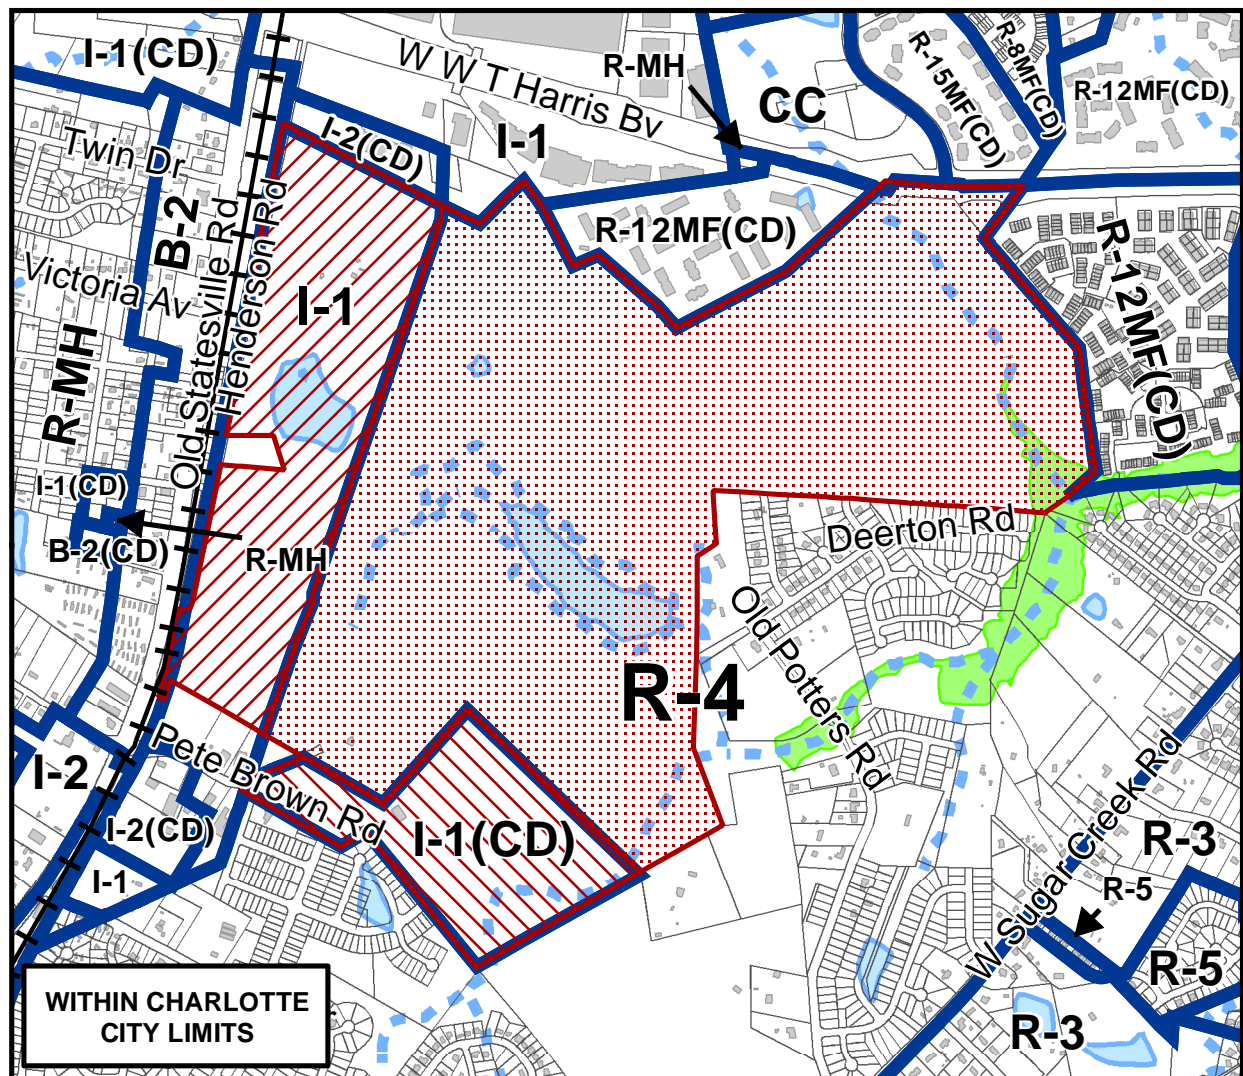 I-1(CD)
W W T Harris Bv
R-MH
CC
R-15MF(CD)
R-8MF(CD)
R-12MF(CD)
I-2(CD)
I-1
Twin Dr
B-2
Old Statesville Rd
Henderson Rd
R-12MF(CD)
R-12MF(CD)
Victoria Av
I-1
R-MH
I-1(CD)
B-2(CD)
R-MH
Deerton Rd
Old Potters Rd
R-4
Pete Brown Rd
I-2
I-2(CD)
I-1
I-1(CD)
W Sugar Creek Rd
R-3
R-5
R-5
R-3
WITHIN CHARLOTTE
CITY LIMITS